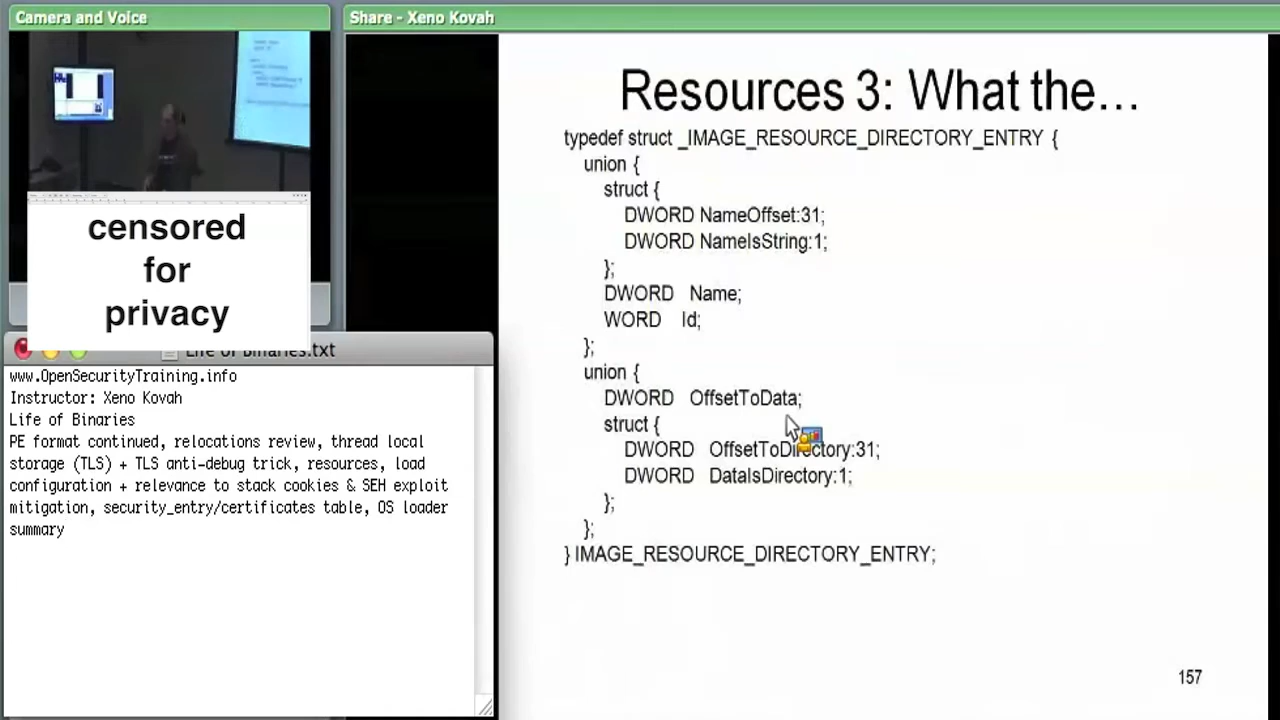 Camera and Voice
Share - Xeno Kovah
censored
for
privacy
Life of Binaries.txt
www.OpenSecurityTraining.info
Instructor: Xeno Kovah
Life of Binaries
PE format continued, relocations review, thread local
storage (TLS) + TLS anti-debug trick, resources, load
configuration + relevance to stack cookies & SEH exploit
mitigation, security_entry/certificates table, OS loader
summary
Resources 3: What the…
typedef struct _IMAGE_RESOURCE_DIRECTORY_ENTRY {
union {
struct {
DWORD NameOffset:31;
DWORD NameIsString:1;
};
DWORD Name;
WORD Id;
};
union {
DWORD OffsetToData;
struct {
DWORD OffsetToDirectory:31;
DWORD DataIsDirectory:1;
};
};
} IMAGE_RESOURCE_DIRECTORY_ENTRY;
157